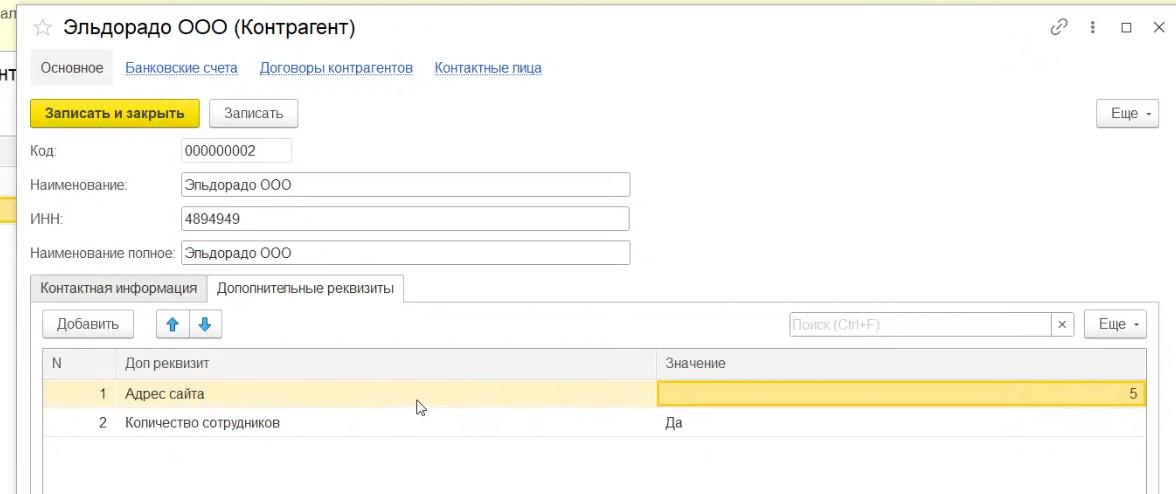 ал
Эльдорадо ООО (Контрагент)
Основное Банковские счета Договоры контрагентов Контактные лица
нт
Записать и закрыть Записать Еще
Код: 000000002
Наименование: Эльдорадо ООО
ИНН: 4894949
Наименование полное: Эльдорадо ООО
Контактная информация Дополнительные реквизиты
Добавить Поиск (Ctrl+F) × Еще
N Доп реквизит Значение
1 Адрес сайта 5
2 Количество сотрудников Да